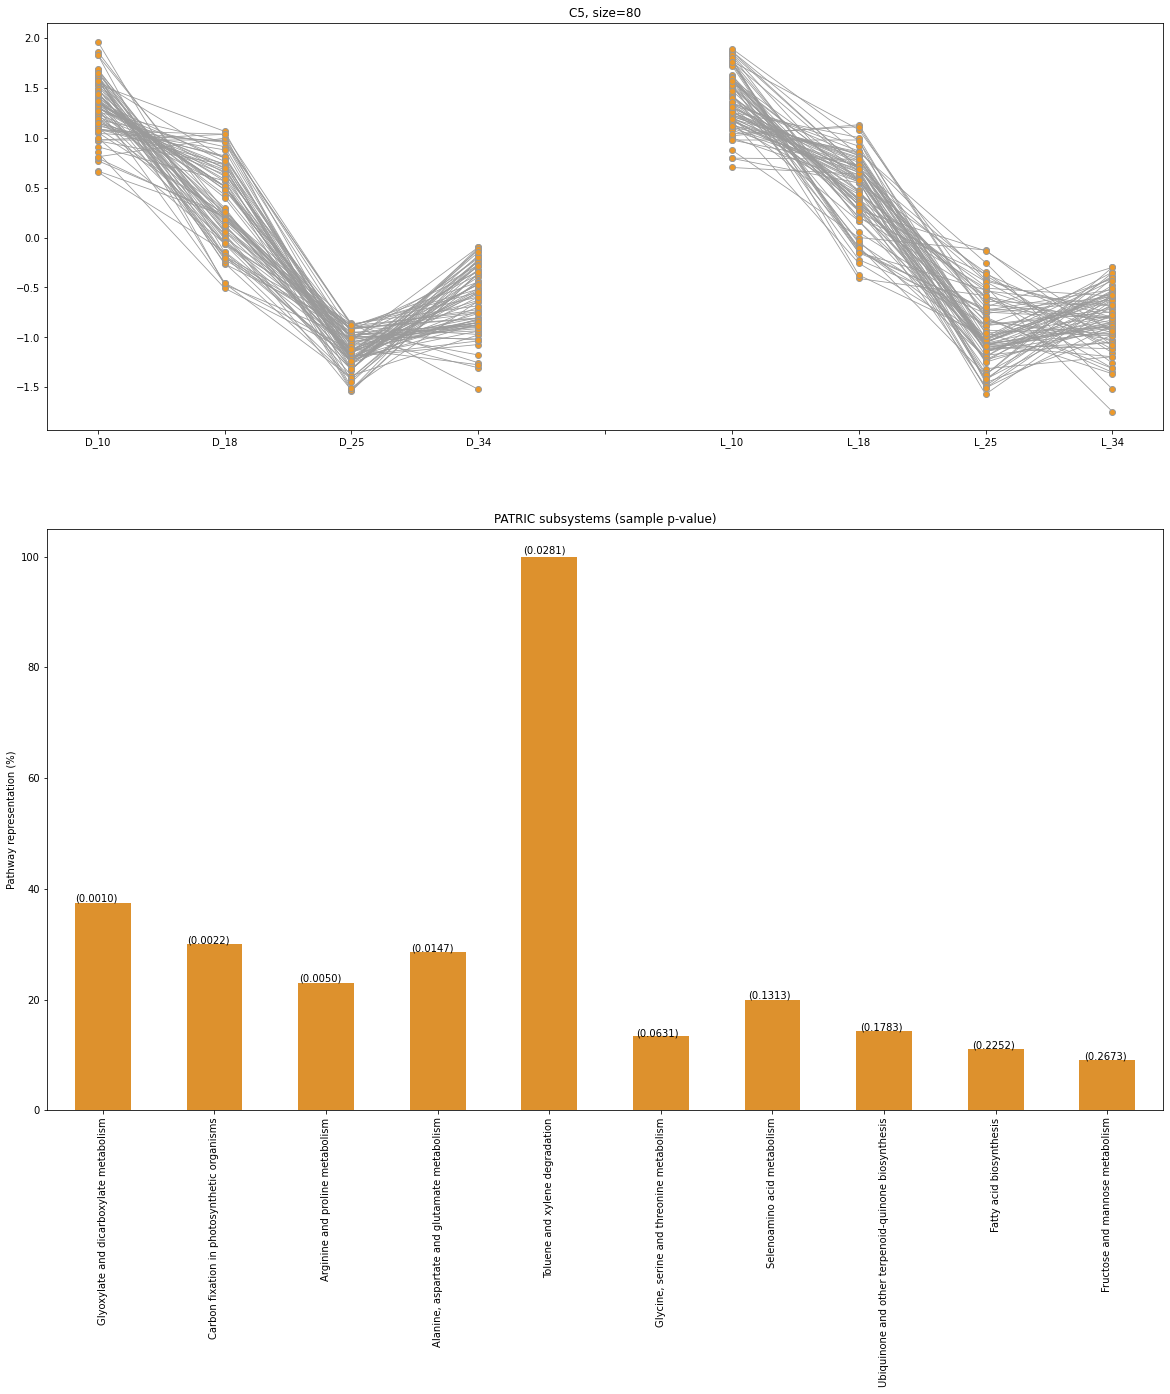 C5, size=80
2.0
1.5
1.0
0.5
0.0
−0.5
−1.0
−1.5
D_10 D_18 D_25 D_34 L_10 L_18 L_25 L_34
PATRIC subsystems (sample p-value)
Pathway representation (%)
100
80
60
40
20
0
(0.0010)
(0.0022)
(0.0050)
(0.0147)
(0.0281)
(0.0631)
(0.1313)
(0.1783)
(0.2252)
(0.2673)
Glyoxylate and dicarboxylate metabolism
Carbon fixation in photosynthetic organisms
Arginine and proline metabolism
Alanine, aspartate and glutamate metabolism
Toluene and xylene degradation
Glycine, serine and threonine metabolism
Selenoamino acid metabolism
Ubiquinone and other terpenoid-quinone biosynthesis
Fatty acid biosynthesis
Fructose and mannose metabolism